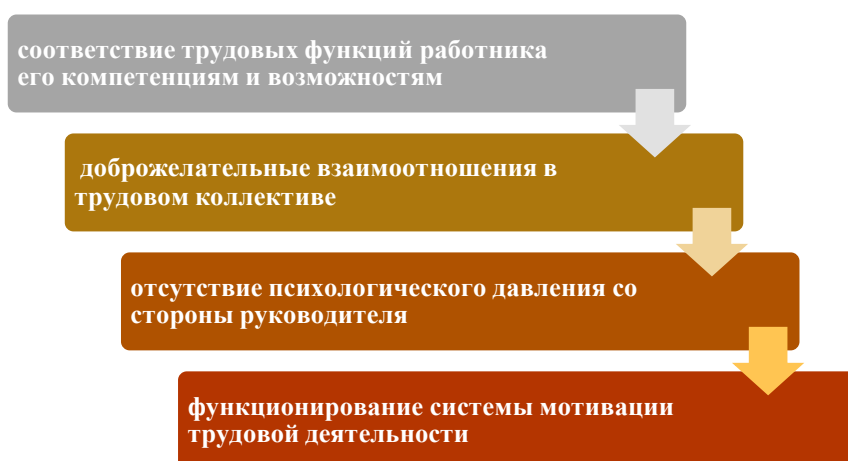 соответствие трудовых функций работника
его компетенциям и возможностям
доброжелательные взаимоотношения в
трудовом коллективе
отсутствие психологического давления со
стороны руководителя
функционирование системы мотивации
трудовой деятельности